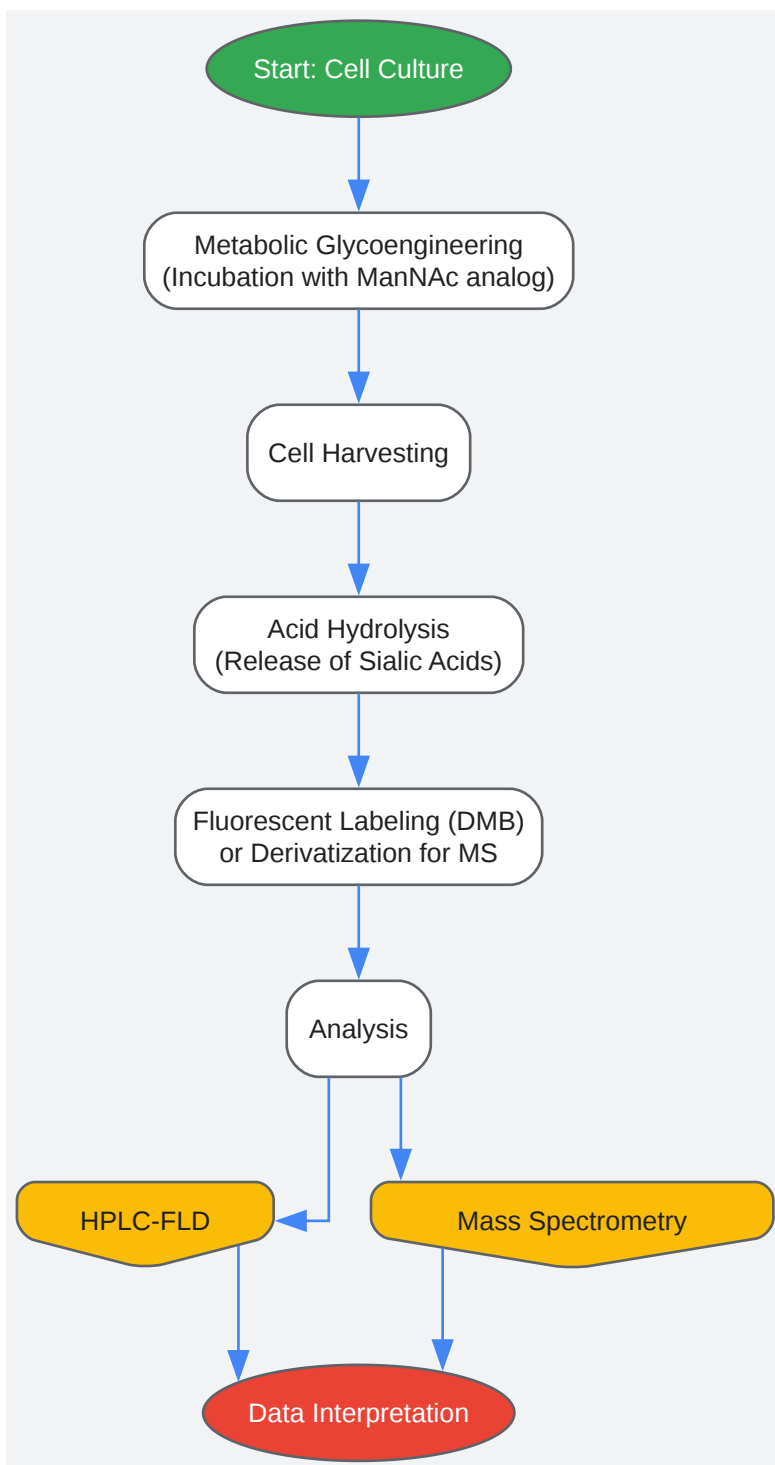 Start: Cell Culture
Metabolic Glycoengineering
(Incubation with ManNAc analog)
Cell Harvesting
Acid Hydrolysis
(Release of Sialic Acids)
Fluorescent Labeling (DMB)
or Derivatization for MS
Analysis
HPLC-FLD
Mass Spectrometry
Data Interpretation